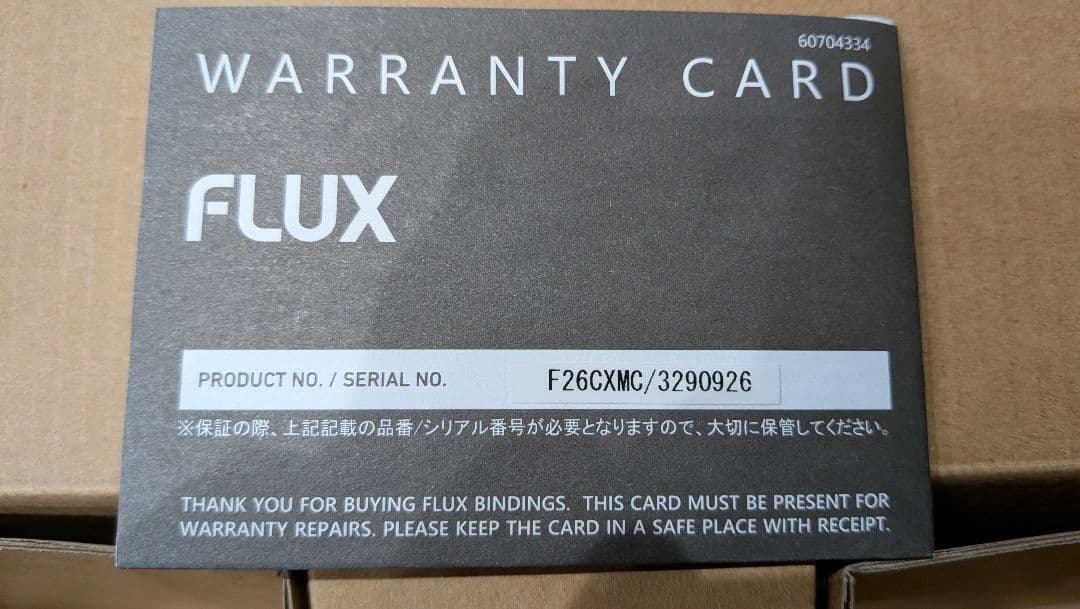 60704334
WARRANTY CARD
FLUX
PRODUCT NO. / SERIAL NO. F26CXMC/3290926
※保証の際、上記記載の品番/シリアル番号が必要となりますので、大切に保管してください。
THANK YOU FOR BUYING FLUX BINDINGS. THIS CARD MUST BE PRESENT FOR
WARRANTY REPAIRS. PLEASE KEEP THE CARD IN A SAFE PLACE WITH RECEIPT.